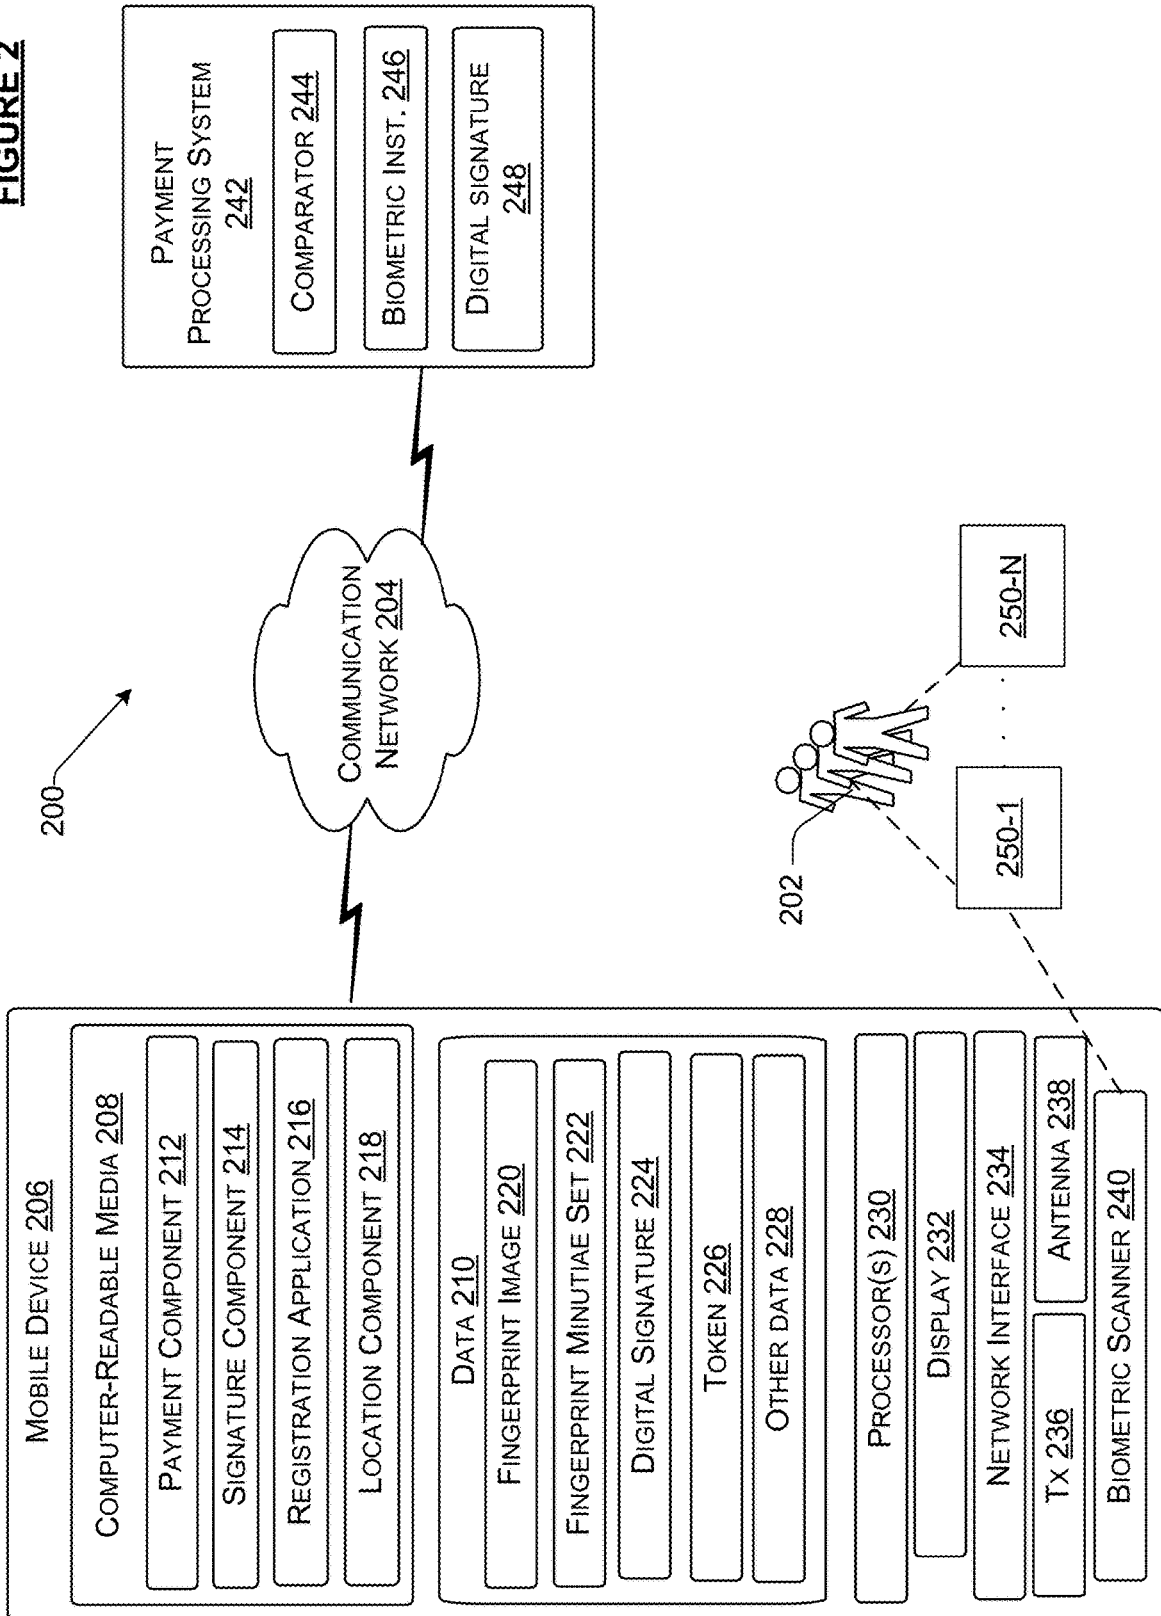 FIGURE 2
200
MOBILE DEVICE 206
COMPUTER-READABLE MEDIA 208
PAYMENT COMPONENT 212
SIGNATURE COMPONENT 214
REGISTRATION APPLICATION 216
LOCATION COMPONENT 218
DATA 210
FINGERPRINT IMAGE 220
FINGERPRINT MINUTIAE SET 222
DIGITAL SIGNATURE 224
TOKEN 226
OTHER DATA 228
PROCESSOR(S) 230
DISPLAY 232
NETWORK INTERFACE 234
TX 236
ANTENNA 238
BIOMETRIC SCANNER 240
COMMUNICATION
NETWORK 204
202
250-1
250-N
PAYMENT
PROCESSING SYSTEM
242
COMPARATOR 244
BIOMETRIC INST. 246
DIGITAL SIGNATURE
248